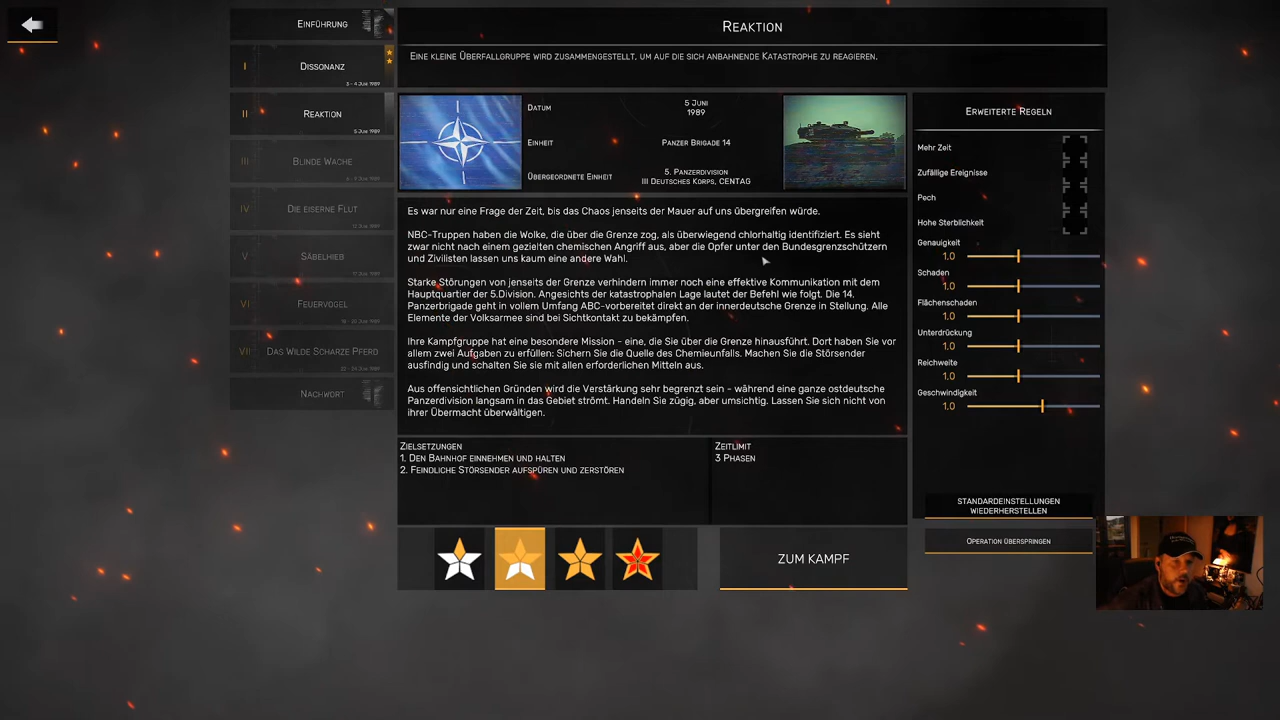 Einführung
I
Dissonanz
3 - 4 Juni 1989
II
Reaktion
5 Juni 1989
III
Blinde Wache
IV
Die eiserne Flut
12 Juni 1989
V
Säbelhieb
17 Juni 1989
VI
Feuervogel
VII
Das Wilde Scharze Pferd
Nachwort
Reaktion
Eine kleine Überfallgruppe wird zusammengestellt, um auf die sich anbahnende Katastrophe zu reagieren.
Datum
5 Juni
1989
Einheit
Panzer Brigade 14
Übergeordnete Einheit
5. Panzerdivision
III Deutsches Korps, CENTAG
Es war nur eine Frage der Zeit, bis das Chaos jenseits der Mauer auf uns übergreifen würde.
NBC-Truppen haben die Wolke, die über die Grenze zog, als überwiegend chlorhaltig identifiziert. Es sieht
zwar nicht nach einem gezielten chemischen Angriff aus, aber die Opfer unter den Bundesgrenzschützern
und Zivilisten lassen uns kaum eine andere Wahl.
Starke Störungen von jenseits der Grenze verhindern immer noch eine effektive Kommunikation mit dem
Hauptquartier der 5.Division. Angesichts der katastrophalen Lage lautet der Befehl wie folgt. Die 14.
Panzerbrigade geht in vollem Umfang ABC-vorbereitet direkt an der innerdeutsche Grenze in Stellung. Alle
Elemente der Volksarmee sind bei Sichtkontakt zu bekämpfen.
Ihre Kampfgruppe hat eine besondere Mission - eine, die Sie über die Grenze hinausführt. Dort haben Sie vor
allem zwei Aufgaben zu erfüllen: Sichern Sie die Quelle des Chemieunfalls. Machen Sie die Störsender
ausfindig und schalten Sie sie mit allen erforderlichen Mitteln aus.
Aus offensichtlichen Gründen wird die Verstärkung sehr begrenzt sein - während eine ganze ostdeutsche
Panzerdivision langsam in das Gebiet strömt. Handeln Sie zügig, aber umsichtig. Lassen Sie sich nicht von
ihrer Übermacht überwältigen.
Zielsetzungen
1. Den Bahnhof einnehmen und halten
2. Feindliche Störsender aufspüren und zerstören
Zeitlimit
3 Phasen
Zum Kampf
Erweiterte Regeln
Mehr Zeit
Zufällige Ereignisse
Pech
Hohe Sterblichkeit
Genauigkeit
1.0
Schaden
1.0
Flächenschaden
1.0
Unterdrückung
1.0
Reichweite
1.0
Geschwindigkeit
1.0
Standardeinstellungen
wiederherstellen
Operation überspringen